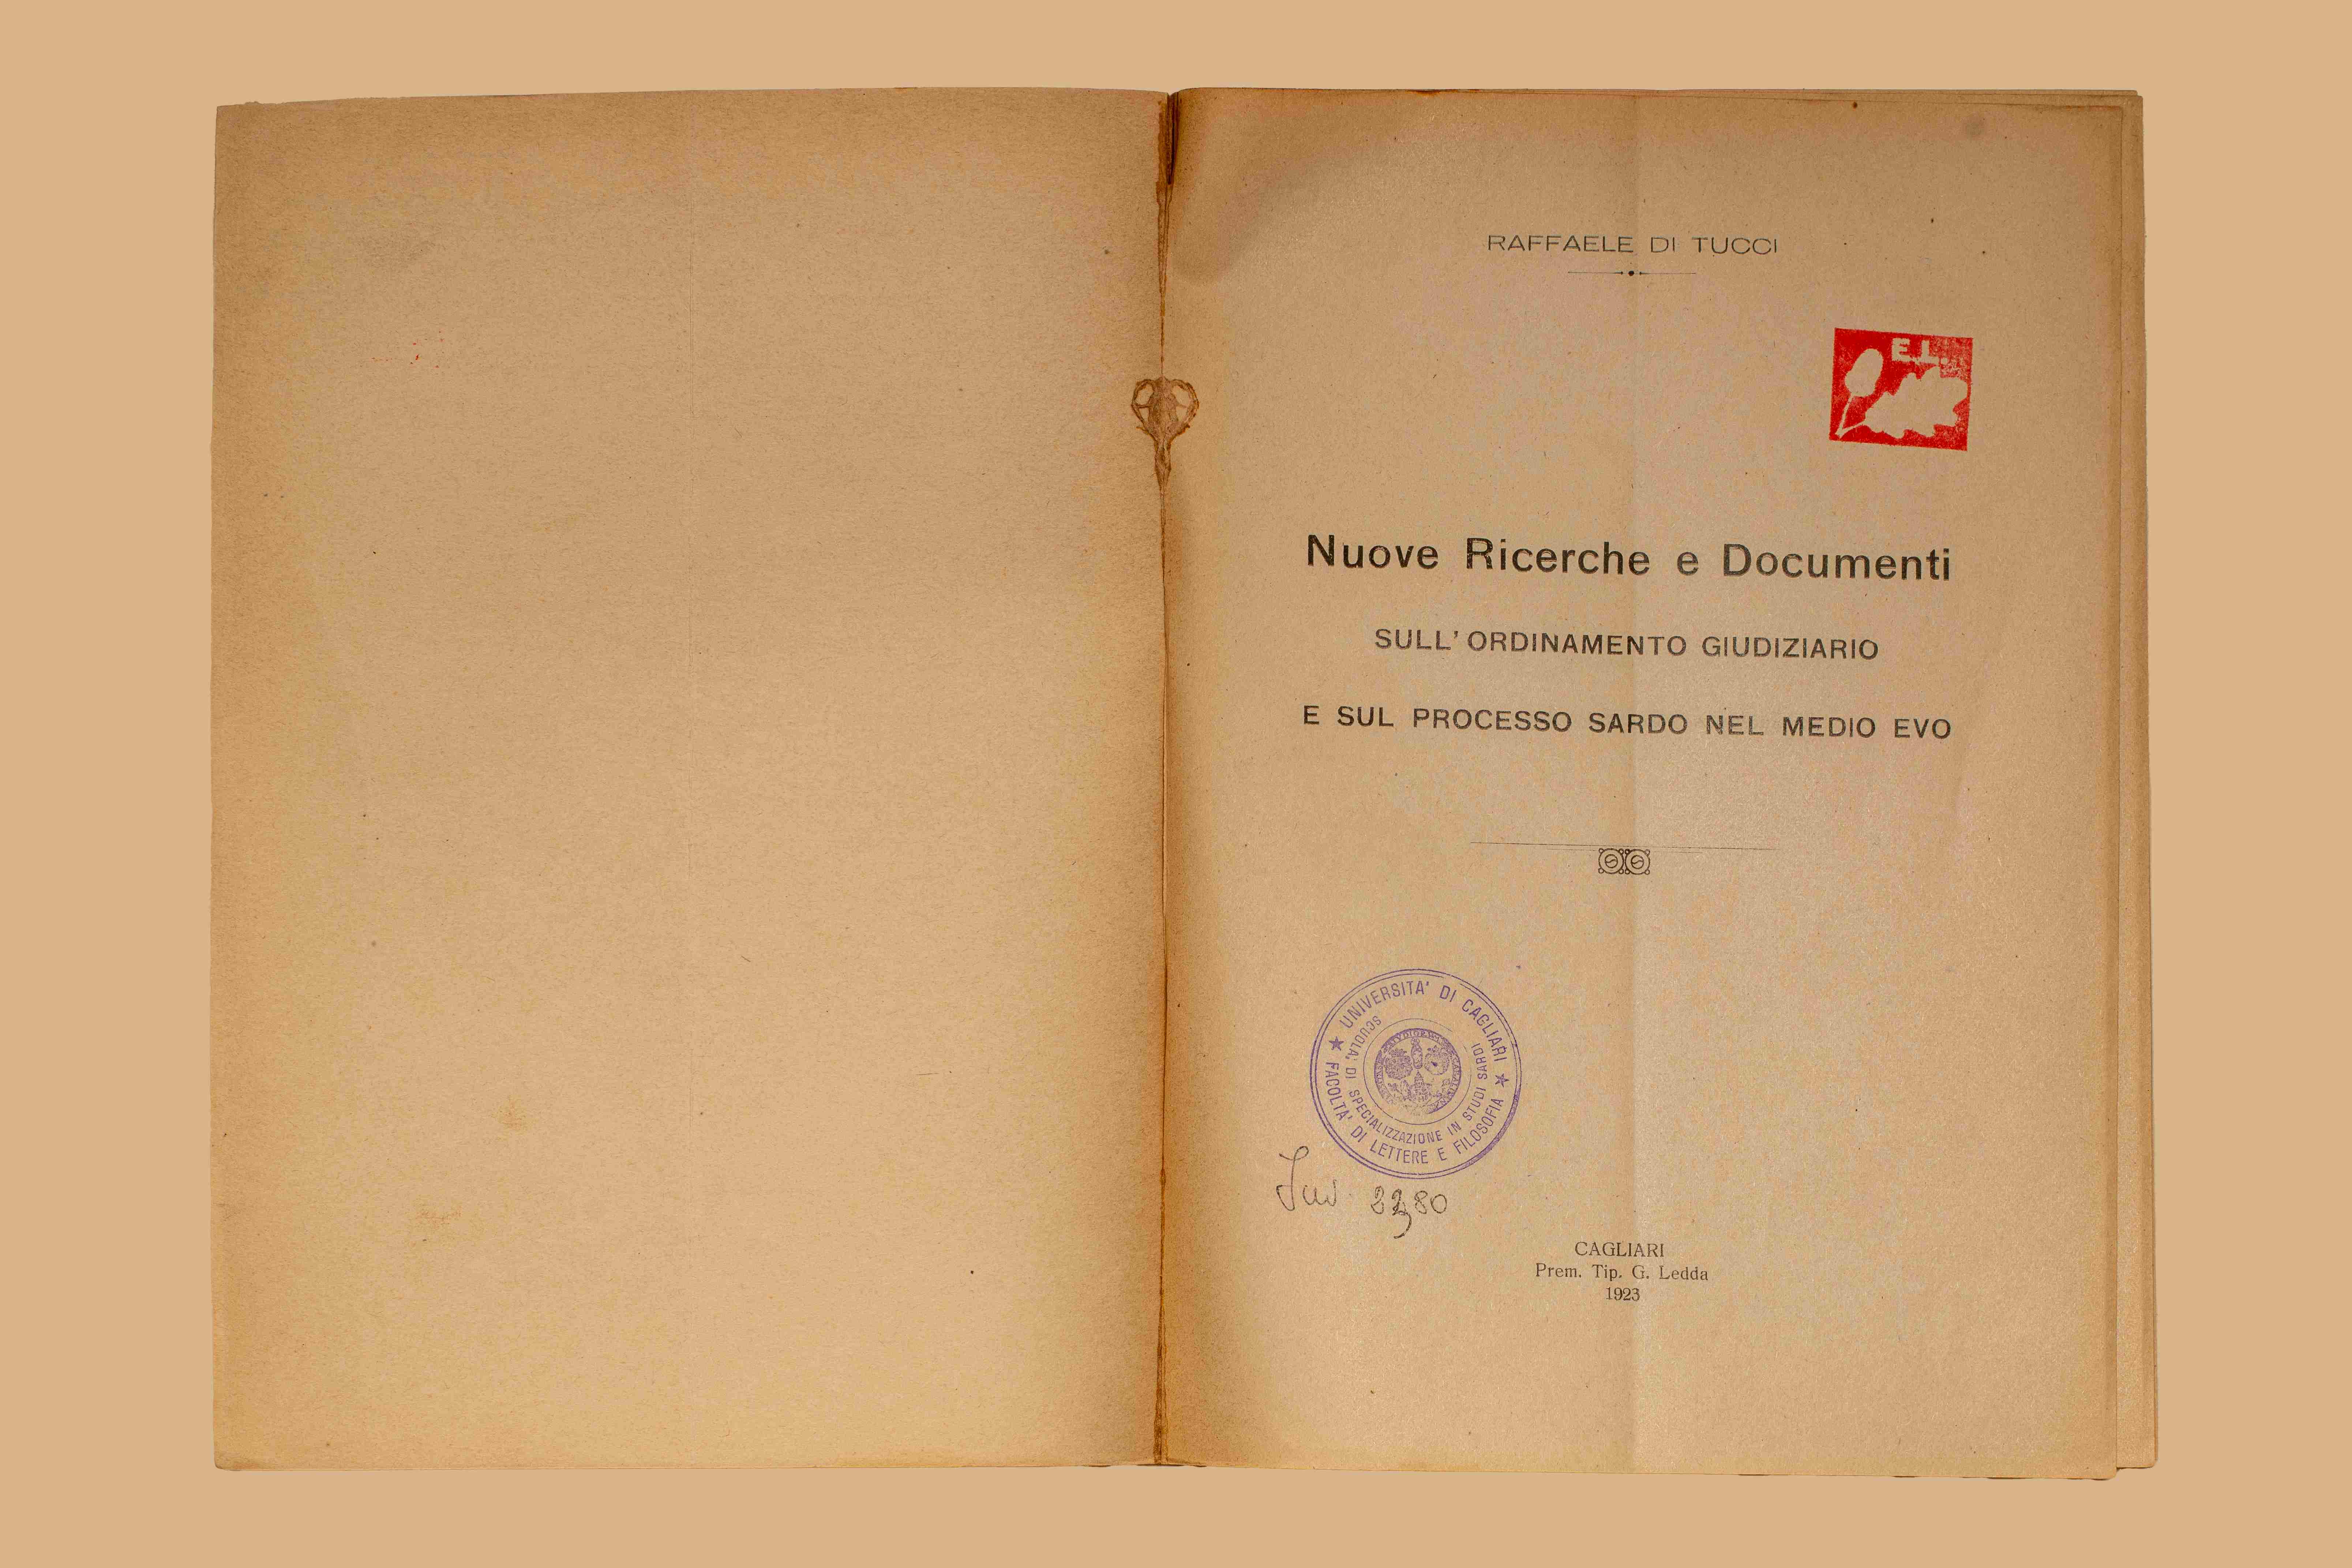 RAFFAELE DI TUCCI
E.L.
Nuove Ricerche e Documenti
SULL' ORDINAMENTO GIUDIZIARIO
E SUL PROCESSO SARDO NEL MEDIO EVO
★ UNIVERSITA' DI CAGLIARI ★
FACOLTA' DI LETTERE E FILOSOFIA
SCUOLA DI SPECIALIZZAZIONE IN STUDI SARDI
CAGLIARI
Prem. Tip. G. Ledda
1923